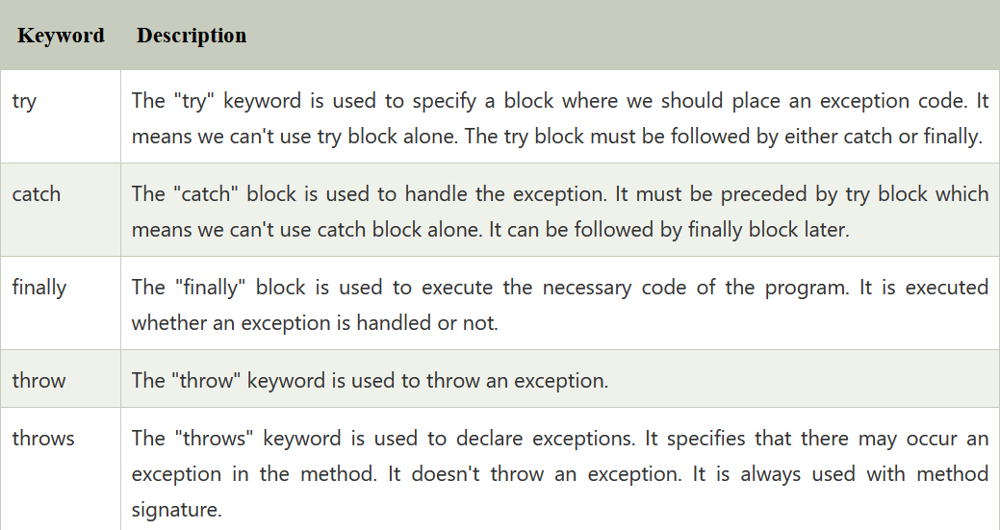 Keyword Description
try The "try" keyword is used to specify a block where we should place an exception code. It
means we can't use try block alone. The try block must be followed by either catch or finally.
catch The "catch" block is used to handle the exception. It must be preceded by try block which
means we can't use catch block alone. It can be followed by finally block later.
finally The "finally" block is used to execute the necessary code of the program. It is executed
whether an exception is handled or not.
throw The "throw" keyword is used to throw an exception.
throws The "throws" keyword is used to declare exceptions. It specifies that there may occur an
exception in the method. It doesn't throw an exception. It is always used with method
signature.